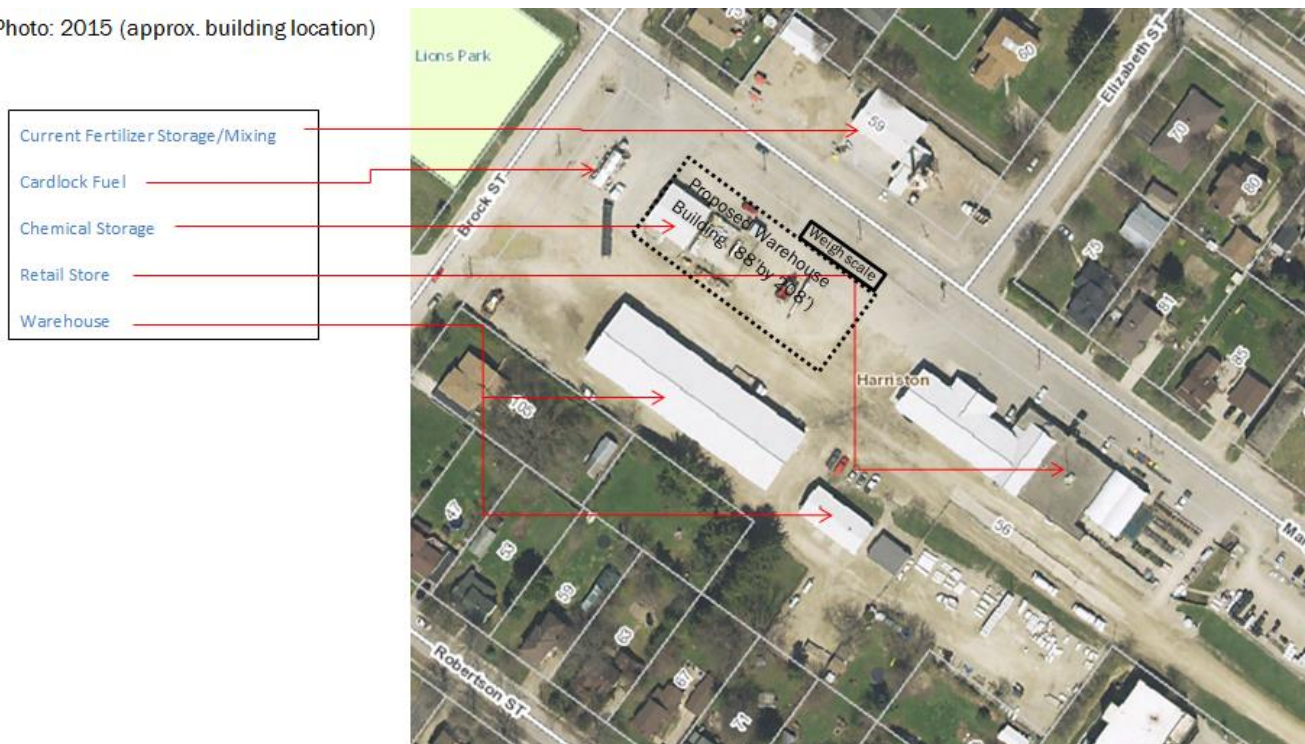 Photo: 2015 (approx. building location)
Current Fertilizer Storage/Mixing
Cardlock Fuel
Chemical Storage
Retail Store
Warehouse
Lions Park
Brock ST
Elizabeth ST
60
59
Proposed Warehouse
Building (88' by 208')
Weigh scale
70
80
75
81
85
Harriston
105
47
53
59
63
67
71
56
Robertson ST
Ma